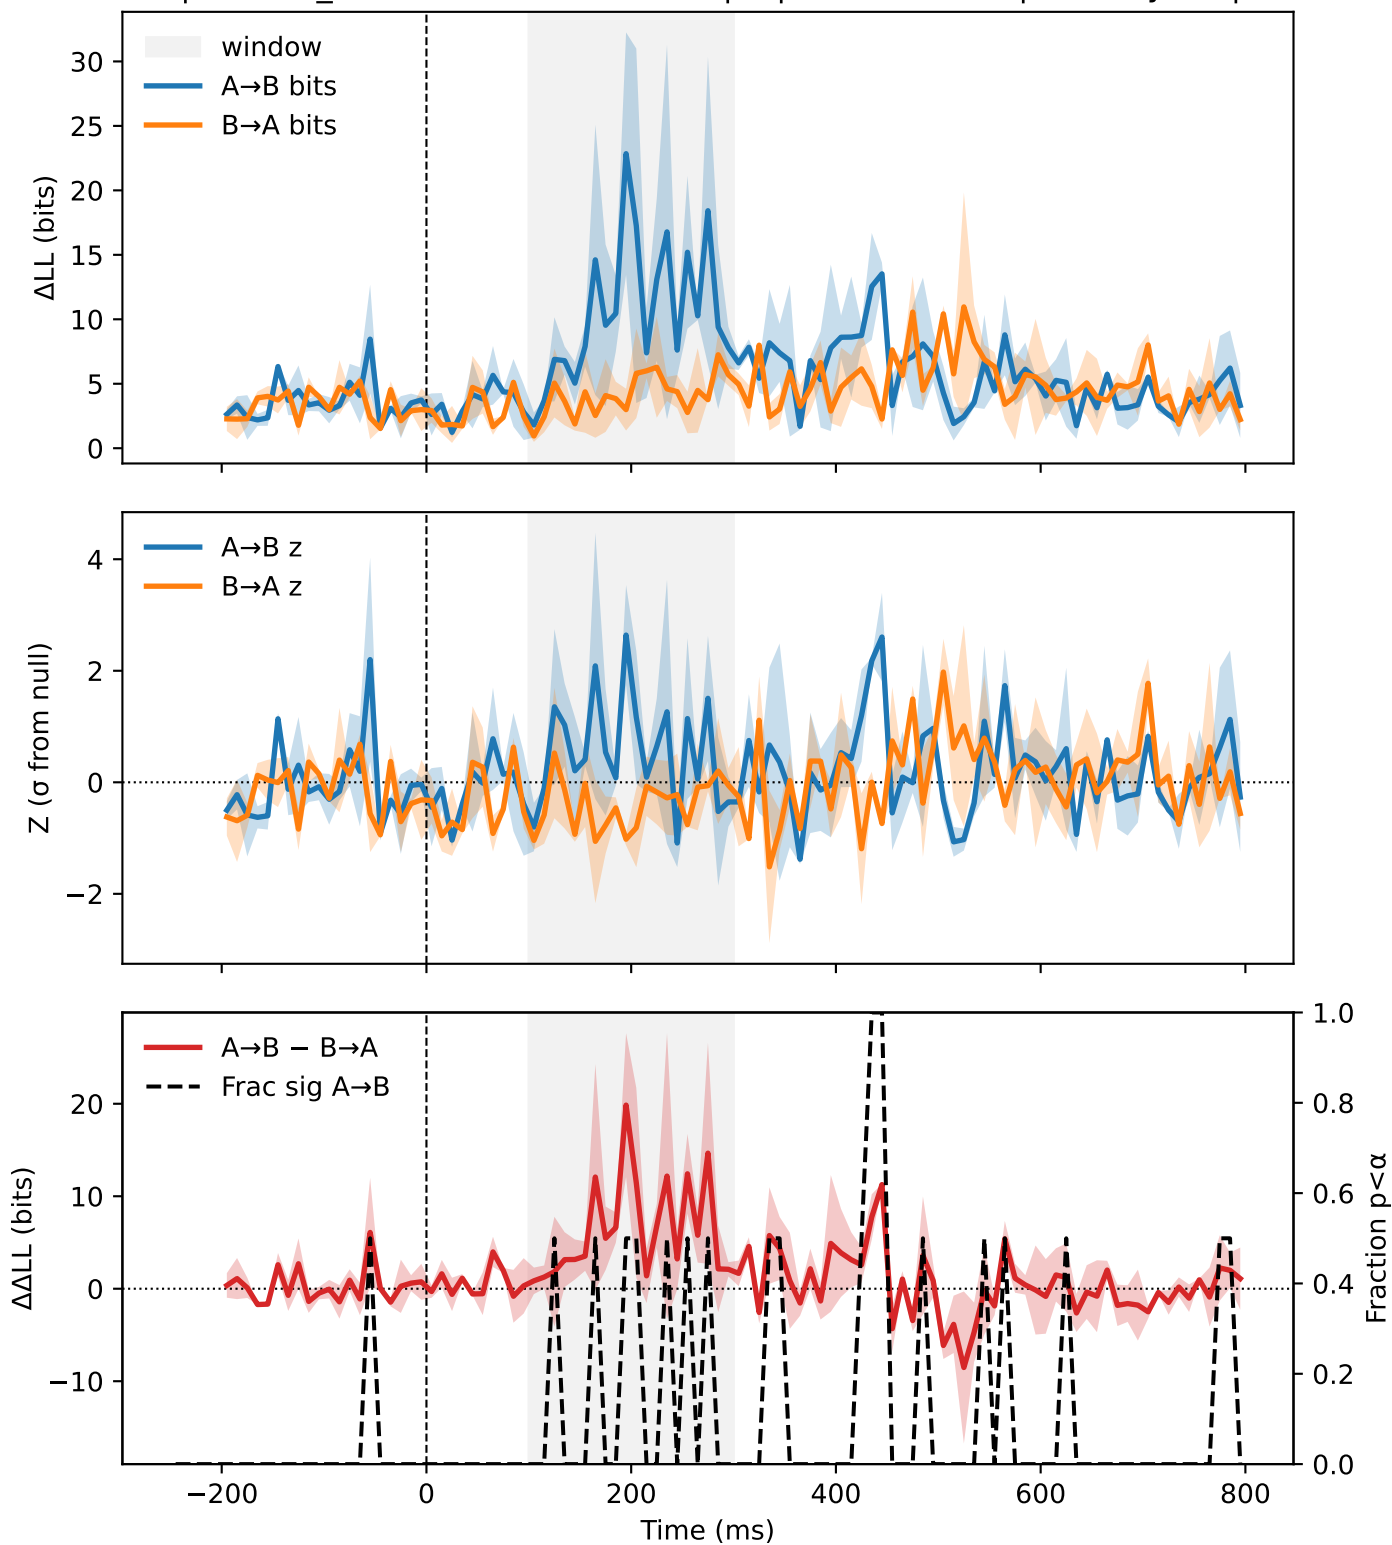 window
A→B bits
B→A bits
ΔLL (bits)
30
25
20
15
10
5
0
A→B z
B→A z
Z (σ from null)
4
2
0
−2
A→B − B→A
Frac sig A→B
ΔΔLL (bits)
20
10
0
−10
1.0
0.8
0.6
0.4
0.2
0.0
Fraction p<α
−200 0 200 400 600 800
Time (ms)